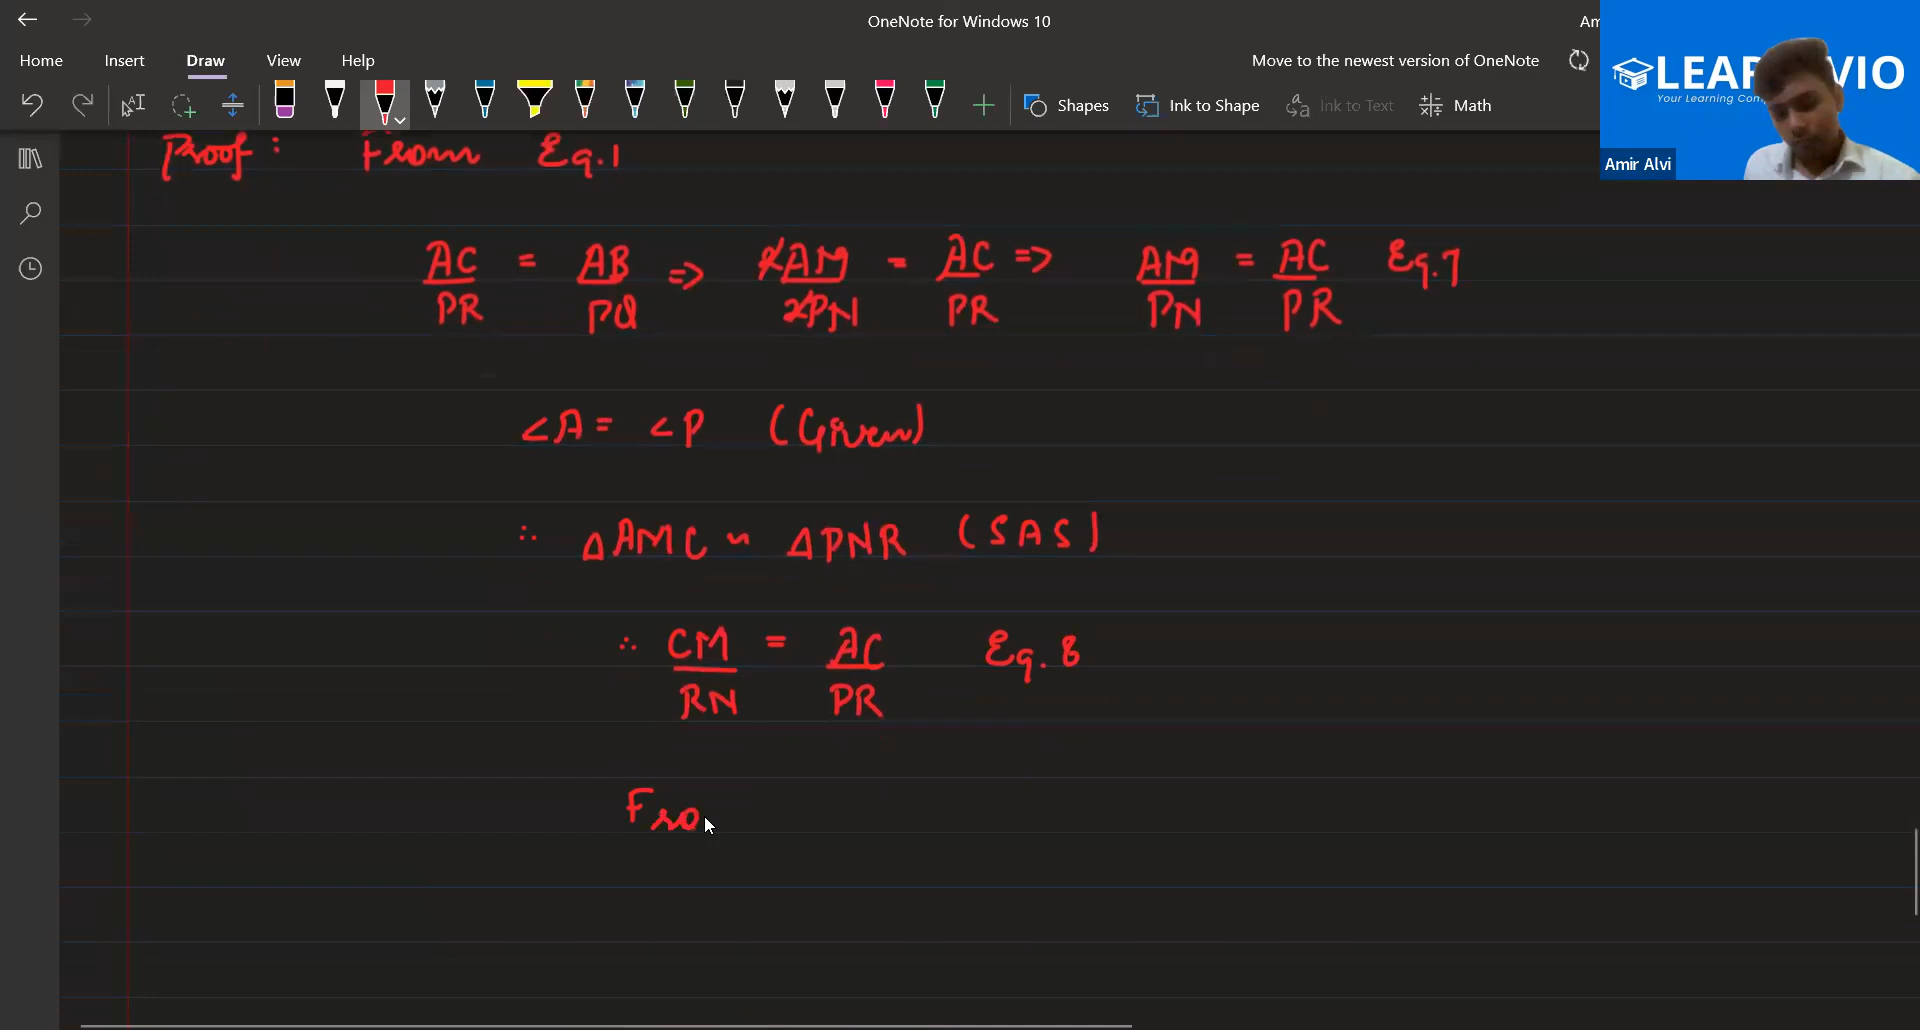 OneNote for Windows 10
Home Insert Draw View Help
Move to the newest version of OneNote
Shapes Ink to Shape Ink to Text Math
Your Learning
Amir Alvi
Proof : From Eq.1
AC/PR = AB/PQ => 2AM/2PN = AC/PR => AM/PN = AC/PR Eq.7
∠A = ∠P (Given)
∴ ΔAMC ~ ΔPNR (SAS)
∴ CM/RN = AC/PR Eq. 8
Fro